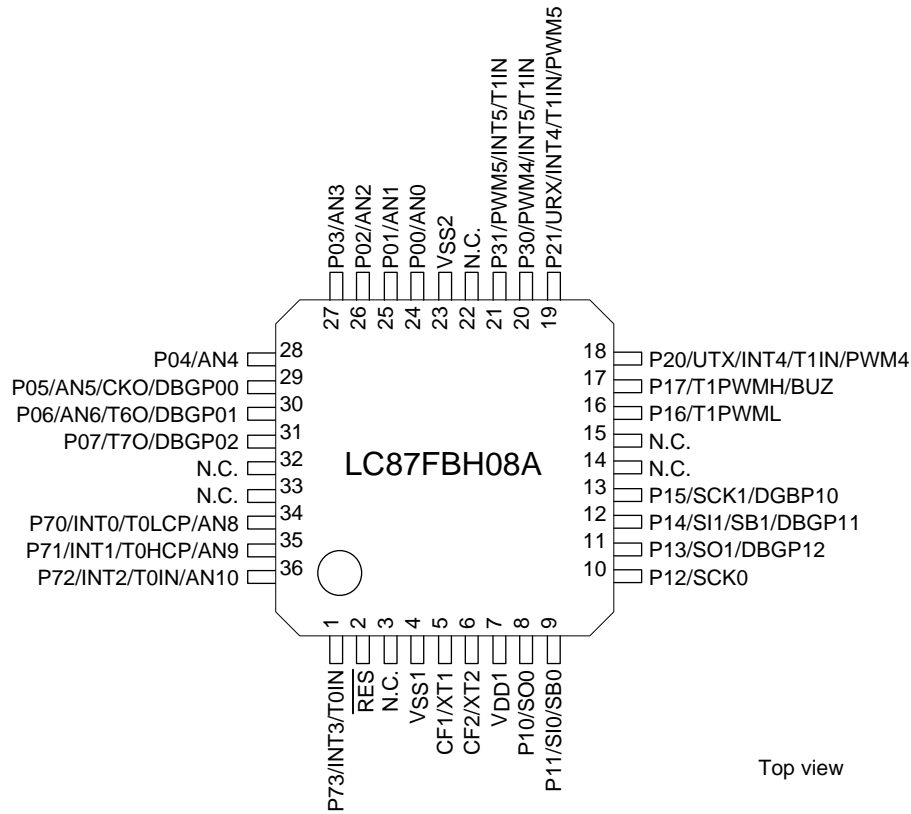 P03/AN3
P02/AN2
P01/AN1
P00/AN0
VSS2
N.C.
P31/PWM5/INT5/T1IN
P30/PWM4/INT5/T1IN
P21/URX/INT4/T1IN/PWM5
27
26
25
24
23
22
21
20
19
P04/AN4 28
P05/AN5/CKO/DBGP00 29
P06/AN6/T6O/DBGP01 30
P07/T7O/DBGP02 31
N.C. 32
N.C. 33
P70/INT0/T0LCP/AN8 34
P71/INT1/T0HCP/AN9 35
P72/INT2/T0IN/AN10 36
LC87FBH08A
18 P20/UTX/INT4/T1IN/PWM4
17 P17/T1PWMH/BUZ
16 P16/T1PWML
15 N.C.
14 N.C.
13 P15/SCK1/DGBP10
12 P14/SI1/SB1/DBGP11
11 P13/SO1/DBGP12
10 P12/SCK0
1
2
3
4
5
6
7
8
9
P73/INT3/T0IN
RES
N.C.
VSS1
CF1/XT1
CF2/XT2
VDD1
P10/SO0
P11/SI0/SB0
Top view